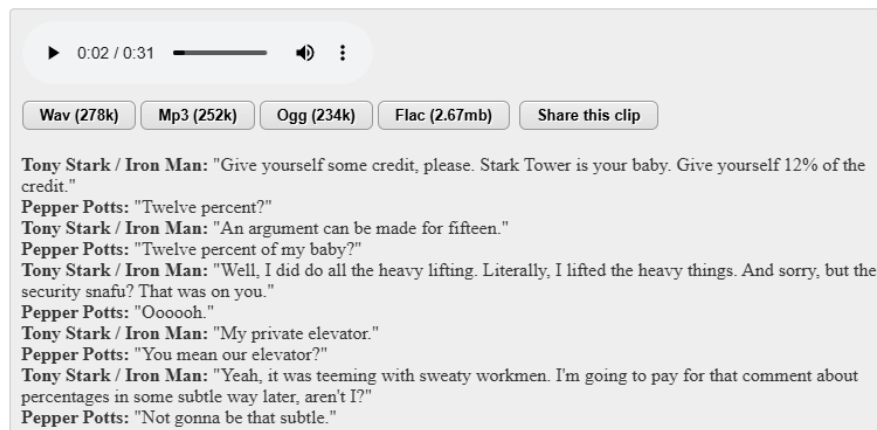 0:02 / 0:31
Wav (278k) Mp3 (252k) Ogg (234k) Flac (2.67mb) Share this clip
Tony Stark / Iron Man: "Give yourself some credit, please. Stark Tower is your baby. Give yourself 12% of the
credit."
Pepper Potts: "Twelve percent?"
Tony Stark / Iron Man: "An argument can be made for fifteen."
Pepper Potts: "Twelve percent of my baby?"
Tony Stark / Iron Man: "Well, I did do all the heavy lifting. Literally, I lifted the heavy things. And sorry, but the
security snafu? That was on you."
Pepper Potts: "Oooooh."
Tony Stark / Iron Man: "My private elevator."
Pepper Potts: "You mean our elevator?"
Tony Stark / Iron Man: "Yeah, it was teeming with sweaty workmen. I'm going to pay for that comment about
percentages in some subtle way later, aren't I?"
Pepper Potts: "Not gonna be that subtle."